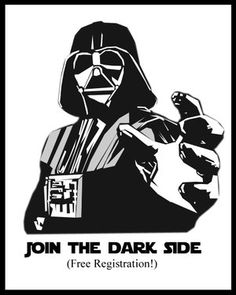 JOIN THE DARK SIDE
(Free Registration!)